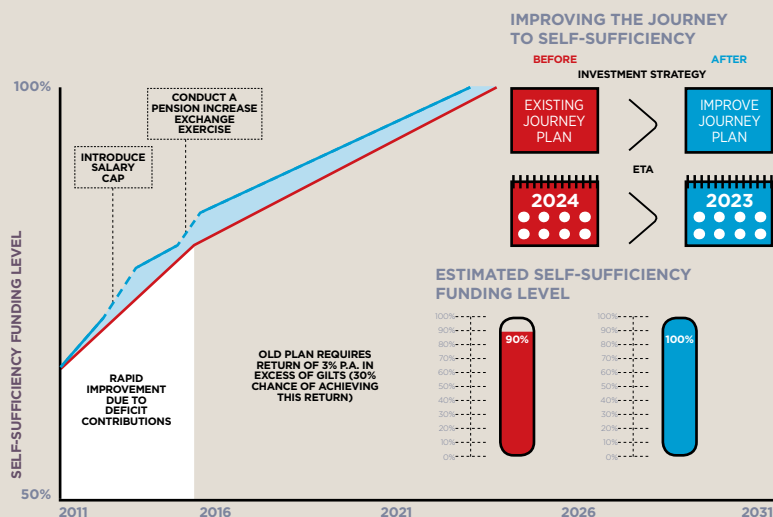 IMPROVING THE JOURNEY
TO SELF-SUFFICIENCY
BEFORE
AFTER
INVESTMENT STRATEGY
EXISTING
JOURNEY
PLAN
IMPROVE
JOURNEY
PLAN
ETA
2024
2023
100%
CONDUCT A
PENSION INCREASE
EXCHANGE
EXERCISE
INTRODUCE
SALARY
CAP
SELF-SUFFICIENCY FUNDING LEVEL
RAPID
IMPROVEMENT
DUE TO
DEFICIT
CONTRIBUTIONS
OLD PLAN REQUIRES
RETURN OF 3% P.A. IN
EXCESS OF GILTS (30%
CHANCE OF ACHIEVING
THIS RETURN)
ESTIMATED SELF-SUFFICIENCY
FUNDING LEVEL
100%
90%
80%
70%
60%
50%
40%
30%
20%
10%
0%
90%
100%
90%
80%
70%
60%
50%
40%
30%
20%
10%
0%
100%
50%
2011
2016
2021
2026
2031